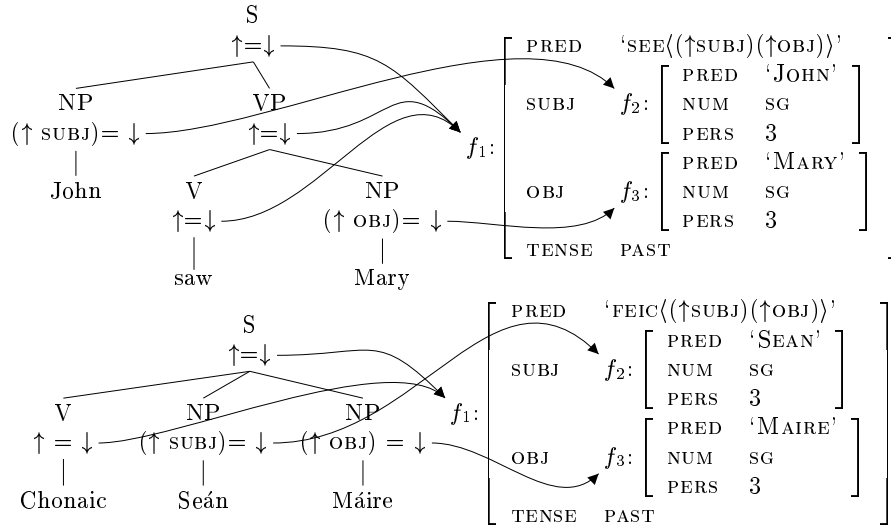 S
↑=↓
NP VP
(↑ SUBJ)= ↓ ↑=↓
John V NP
↑=↓ (↑ OBJ)= ↓
saw Mary
f₁:
PRED ‘SEE⟨(↑SUBJ)(↑OBJ)⟩’
SUBJ f₂:
PRED ‘JOHN’
NUM SG
PERS 3
OBJ f₃:
PRED ‘MARY’
NUM SG
PERS 3
TENSE PAST
S
↑=↓
V NP NP
↑ = ↓ (↑ SUBJ)= ↓ (↑ OBJ) = ↓
Chonaic Seán Máire
f₁:
PRED ‘FEIC⟨(↑SUBJ)(↑OBJ)⟩’
SUBJ f₂:
PRED ‘SEAN’
NUM SG
PERS 3
OBJ f₃:
PRED ‘MAIRE’
NUM SG
PERS 3
TENSE PAST